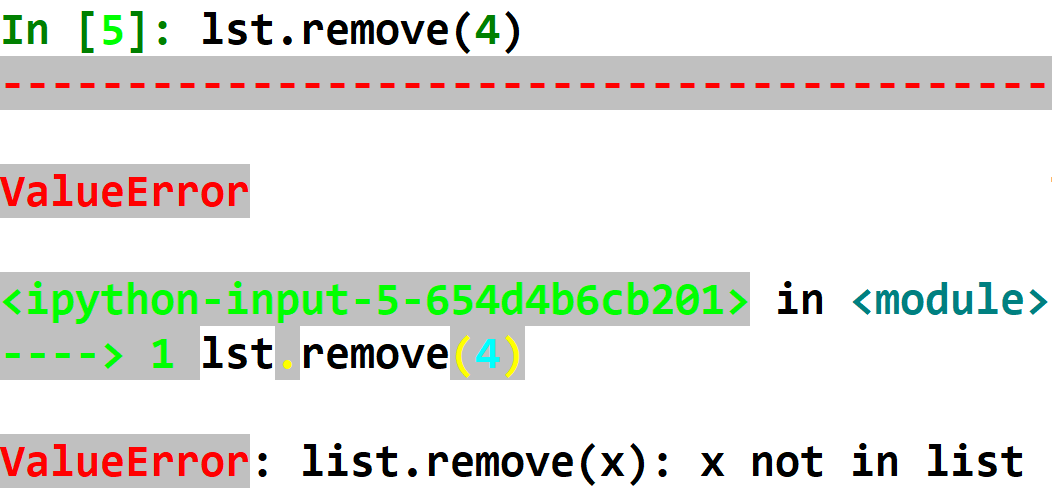 In [5]: lst.remove(4)
------------------------------------------
ValueError
<ipython-input-5-654d4b6cb201> in <module>
----> 1 lst.remove(4)
ValueError: list.remove(x): x not in list